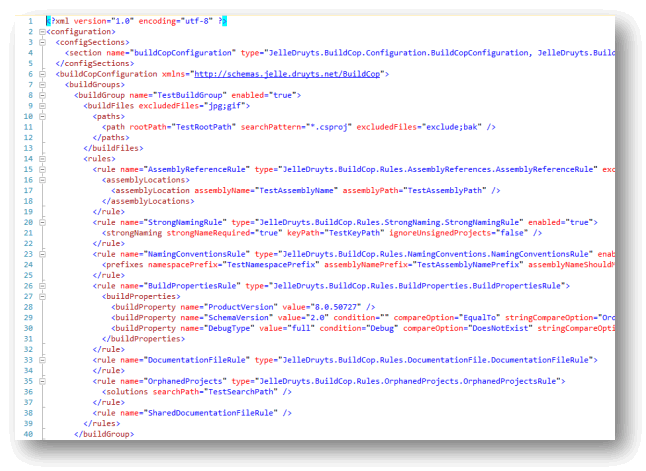 1 <?xml version="1.0" encoding="utf-8" ?>
2 <configuration>
3 <configSections>
4 <section name="buildCopConfiguration" type="JelleDruyts.BuildCop.Configuration.BuildCopConfiguration, JelleDruyts.Build
5 </configSections>
6 <buildCopConfiguration xmlns="http://schemas.jelle.druyts.net/BuildCop">
7 <buildGroups>
8 <buildGroup name="TestBuildGroup" enabled="true">
9 <buildFiles excludedFiles="jpg;gif">
10 <paths>
11 <path rootPath="TestRootPath" searchPattern="*.csproj" excludedFiles="exclude;bak" />
12 </paths>
13 </buildFiles>
14 <rules>
15 <rule name="AssemblyReferenceRule" type="JelleDruyts.BuildCop.Rules.AssemblyReferences.AssemblyReferenceRule" exc
16 <assemblyLocations>
17 <assemblyLocation assemblyName="TestAssemblyName" assemblyPath="TestAssemblyPath" />
18 </assemblyLocations>
19 </rule>
20 <rule name="StrongNamingRule" type="JelleDruyts.BuildCop.Rules.StrongNaming.StrongNamingRule" enabled="true">
21 <strongNaming strongNameRequired="true" keyPath="TestKeyPath" ignoreUnsignedProjects="false" />
22 </rule>
23 <rule name="NamingConventionsRule" type="JelleDruyts.BuildCop.Rules.NamingConventions.NamingConventionsRule" enab
24 <prefixes namespacePrefix="TestNamespacePrefix" assemblyNamePrefix="TestAssemblyNamePrefix" assemblyNameShouldM
25 </rule>
26 <rule name="BuildPropertiesRule" type="JelleDruyts.BuildCop.Rules.BuildProperties.BuildPropertiesRule">
27 <buildProperties>
28 <buildProperty name="ProductVersion" value="8.0.50727" />
29 <buildProperty name="SchemaVersion" value="2.0" condition="" compareOption="EqualTo" stringCompareOption="Orc
30 <buildProperty name="DebugType" value="full" condition="Debug" compareOption="DoesNotExist" stringCompareOpti
31 </buildProperties>
32 </rule>
33 <rule name="DocumentationFileRule" type="JelleDruyts.BuildCop.Rules.DocumentationFile.DocumentationFileRule">
34 </rule>
35 <rule name="OrphanedProjects" type="JelleDruyts.BuildCop.Rules.OrphanedProjects.OrphanedProjectsRule">
36 <solutions searchPath="TestSearchPath" />
37 </rule>
38 <rule name="SharedDocumentationFileRule" />
39 </rules>
40 </buildGroup>